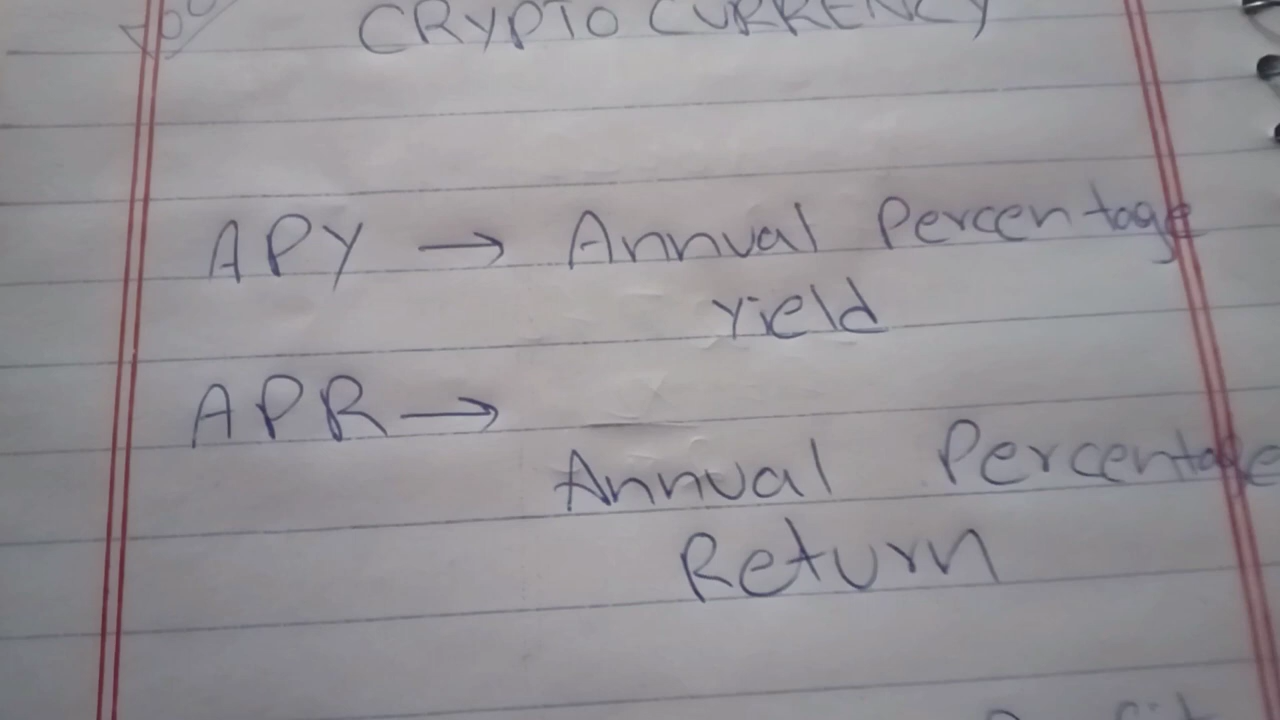 CRYPTO CURRENCY
APY → Annual Percentage
Yield
APR →
Annual Percentage
Return